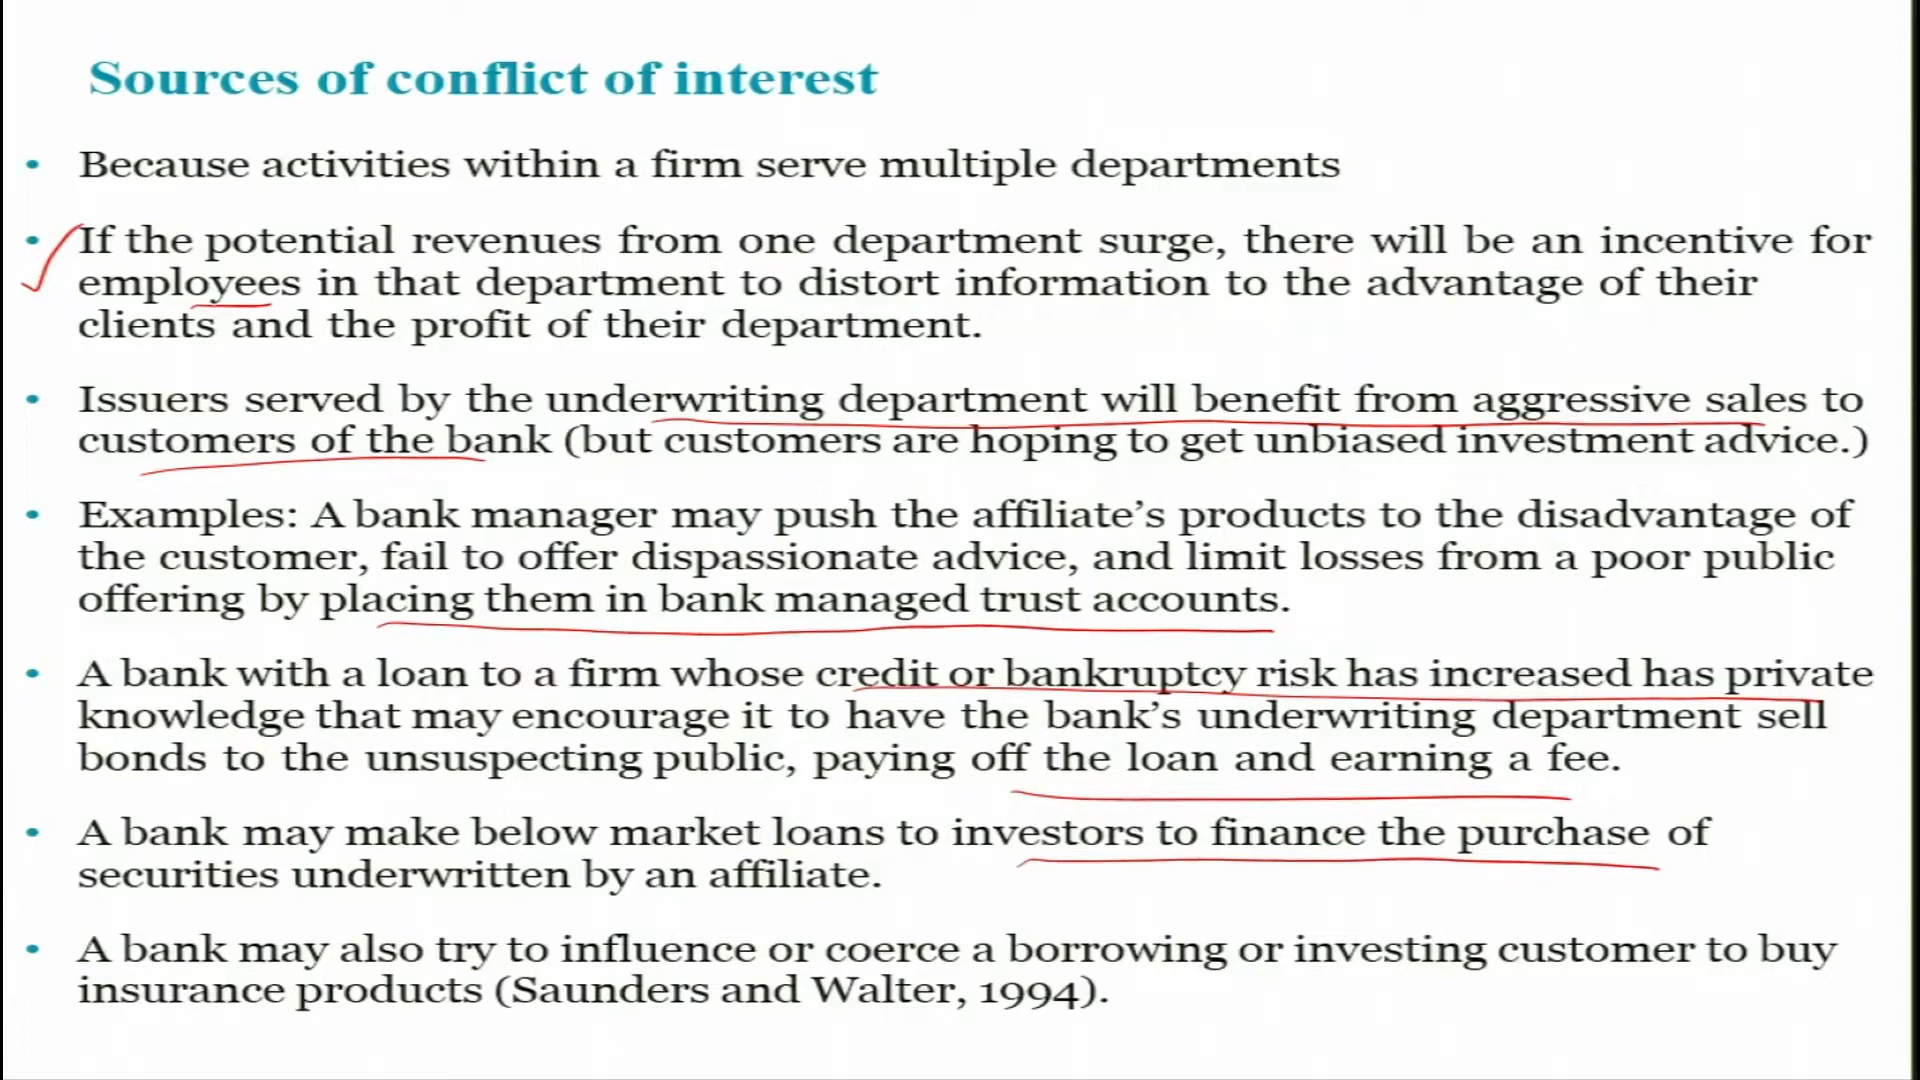 Sources of conflict of interest
• Because activities within a firm serve multiple departments
• If the potential revenues from one department surge, there will be an incentive for
employees in that department to distort information to the advantage of their
clients and the profit of their department.
• Issuers served by the underwriting department will benefit from aggressive sales to
customers of the bank (but customers are hoping to get unbiased investment advice.)
• Examples: A bank manager may push the affiliate’s products to the disadvantage of
the customer, fail to offer dispassionate advice, and limit losses from a poor public
offering by placing them in bank managed trust accounts.
• A bank with a loan to a firm whose credit or bankruptcy risk has increased has private
knowledge that may encourage it to have the bank’s underwriting department sell
bonds to the unsuspecting public, paying off the loan and earning a fee.
• A bank may make below market loans to investors to finance the purchase of
securities underwritten by an affiliate.
• A bank may also try to influence or coerce a borrowing or investing customer to buy
insurance products (Saunders and Walter, 1994).